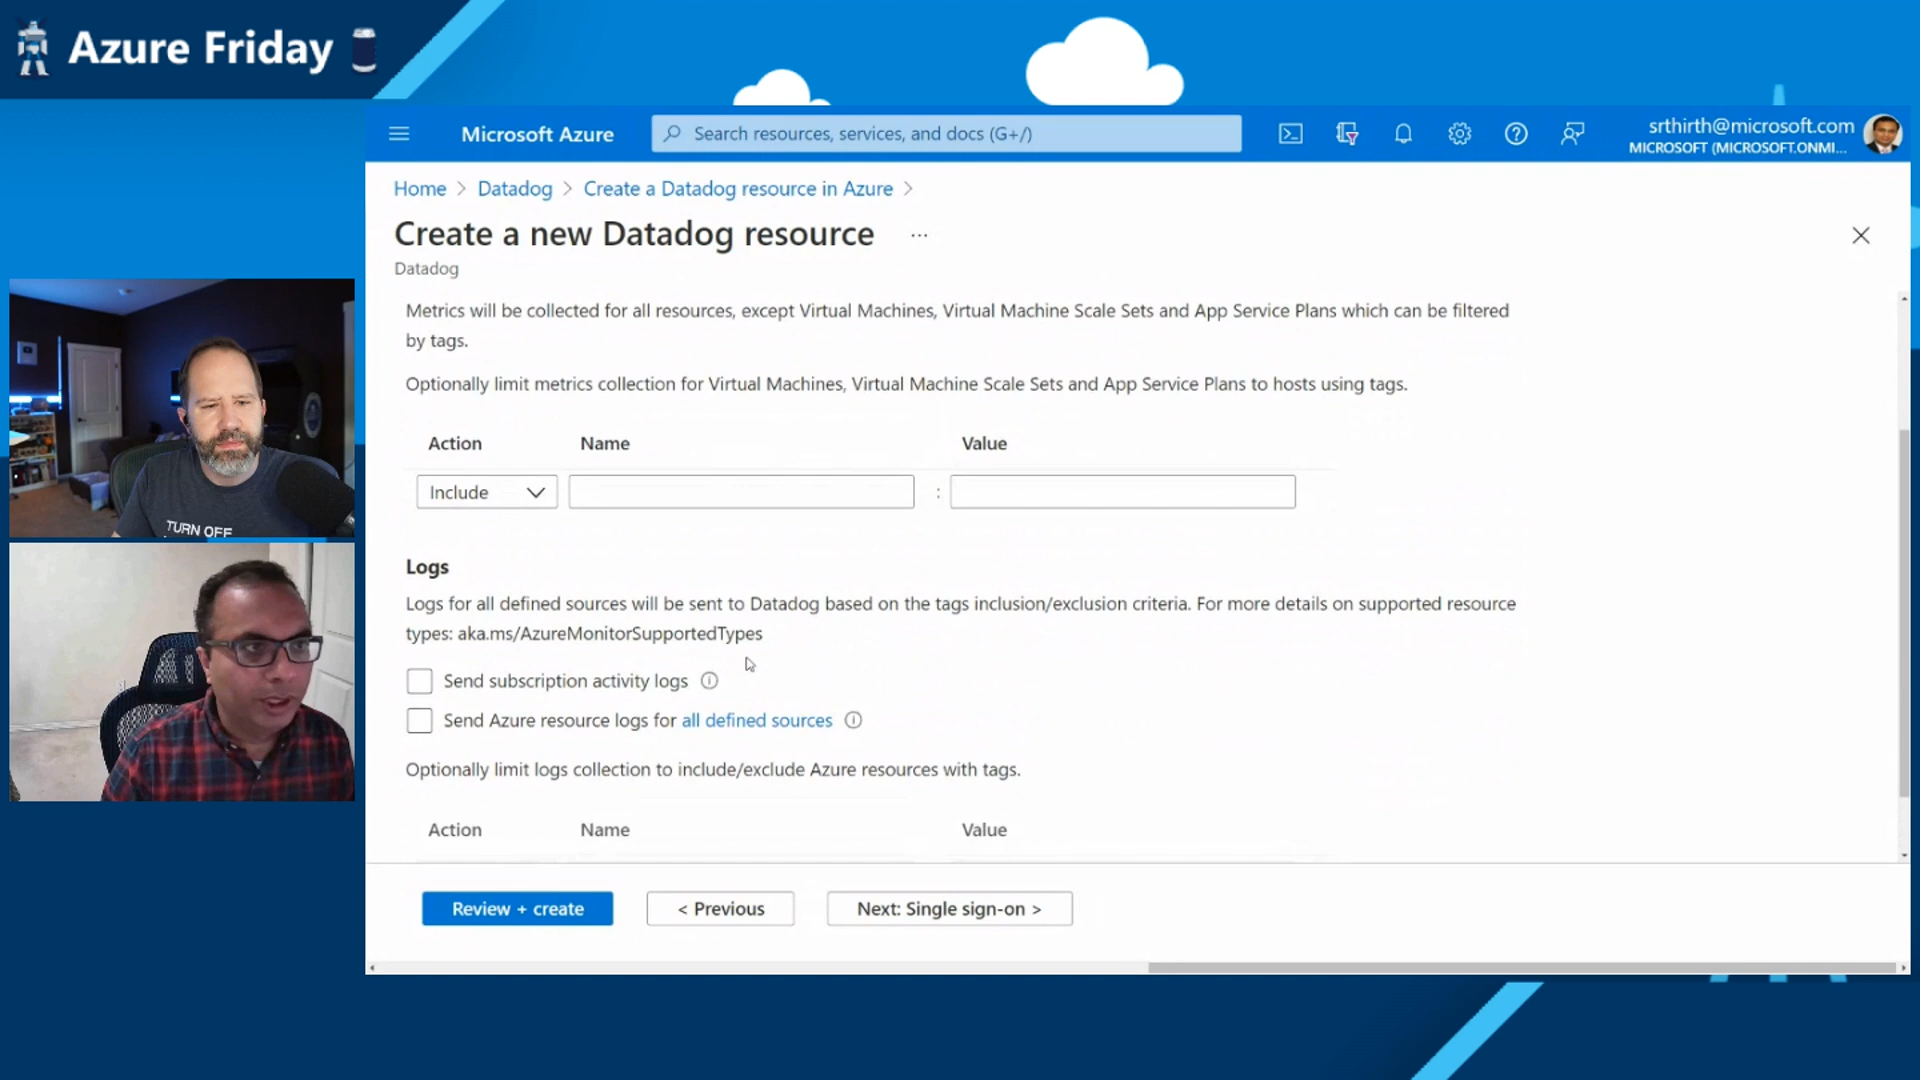 Azure Friday
Microsoft Azure
Search resources, services, and docs (G+/)
srthirth@microsoft.com
MICROSOFT (MICROSOFT.ONMI...
Home > Datadog > Create a Datadog resource in Azure >
Create a new Datadog resource ...
Datadog
Metrics will be collected for all resources, except Virtual Machines, Virtual Machine Scale Sets and App Service Plans which can be filtered
by tags.
Optionally limit metrics collection for Virtual Machines, Virtual Machine Scale Sets and App Service Plans to hosts using tags.
Action Name Value
Include :
Logs
Logs for all defined sources will be sent to Datadog based on the tags inclusion/exclusion criteria. For more details on supported resource
types: aka.ms/AzureMonitorSupportedTypes
Send subscription activity logs
Send Azure resource logs for all defined sources
Optionally limit logs collection to include/exclude Azure resources with tags.
Action Name Value
Review + create
< Previous
Next: Single sign-on >
TURN OFF